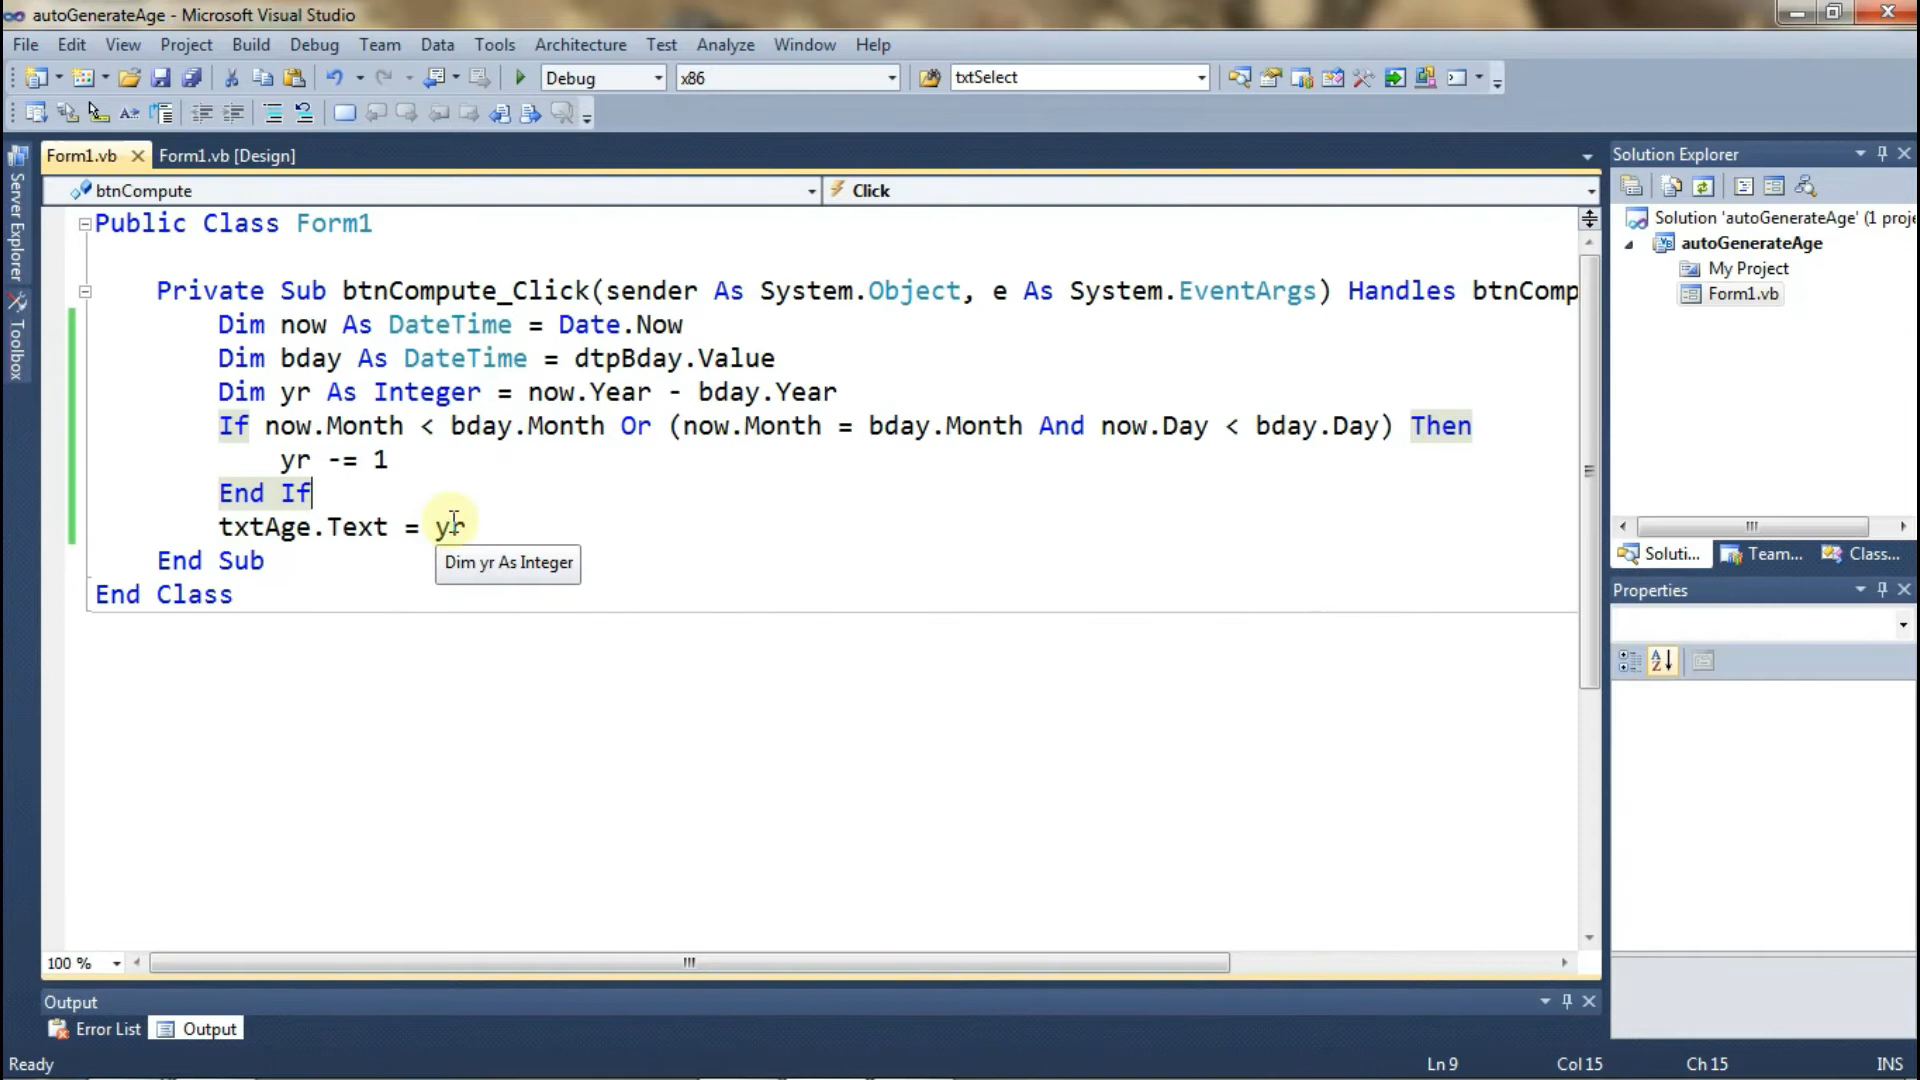 autoGenerateAge - Microsoft Visual Studio
File Edit View Project Build Debug Team Data Tools Architecture Test Analyze Window Help
Debug x86 txtSelect
Form1.vb Form1.vb [Design]
btnCompute Click
Public Class Form1
Private Sub btnCompute_Click(sender As System.Object, e As System.EventArgs) Handles btnComp
Dim now As DateTime = Date.Now
Dim bday As DateTime = dtpBday.Value
Dim yr As Integer = now.Year - bday.Year
If now.Month < bday.Month Or (now.Month = bday.Month And now.Day < bday.Day) Then
yr -= 1
End If
txtAge.Text = yr
Dim yr As Integer
End Sub
End Class
100 %
Output
Error List Output
Ready Ln 9 Col 15 Ch 15 INS
Server Explorer
Toolbox
Solution Explorer
Solution 'autoGenerateAge' (1 proje
autoGenerateAge
My Project
Form1.vb
Soluti... Team... Class...
Properties